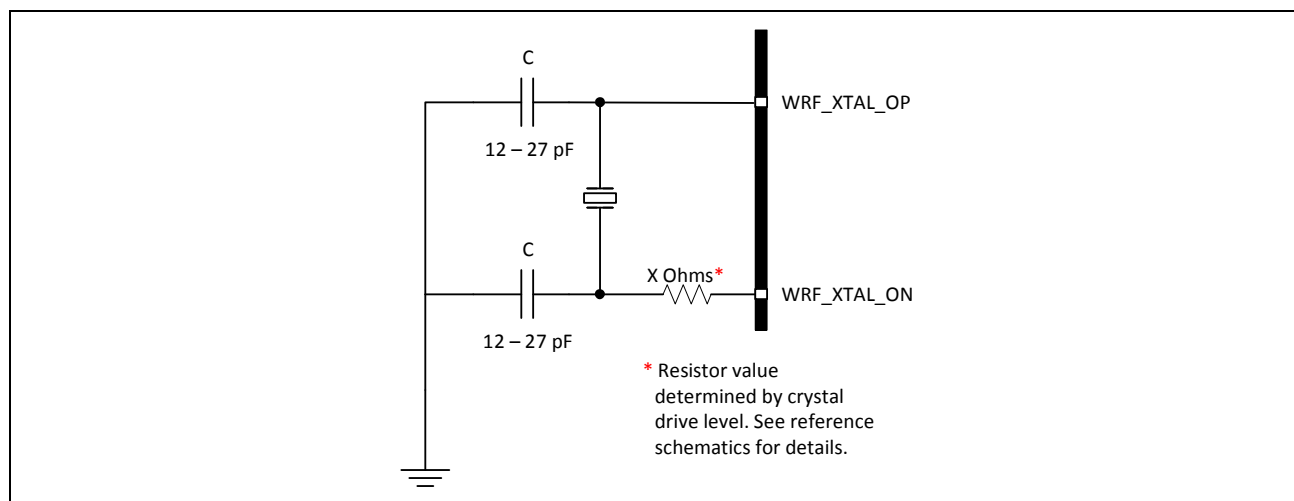 C
WRF_XTAL_OP
12 – 27 pF
C
X Ohms*
WRF_XTAL_ON
12 – 27 pF
* Resistor value
determined by crystal
drive level. See reference
schematics for details.